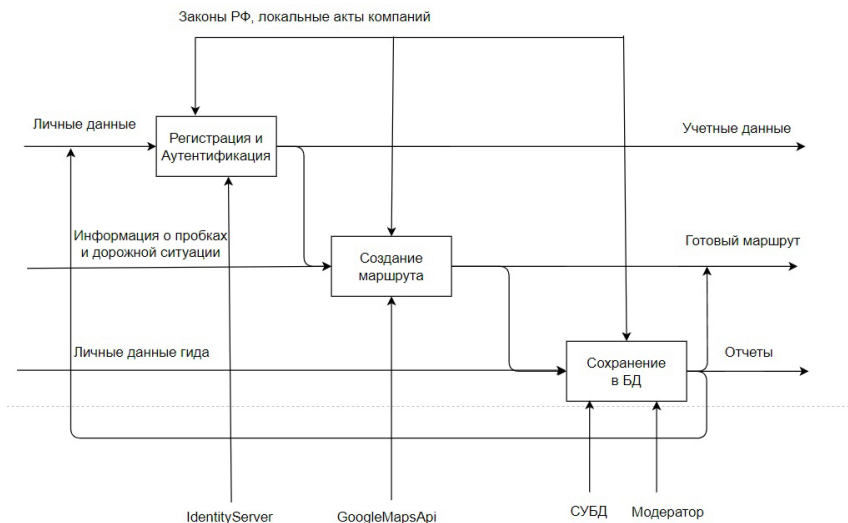 Законы РФ, локальные акты компаний
Личные данные
Регистрация и
Аутентификация
Учетные данные
Информация о пробках
и дорожной ситуации
Создание
маршрута
Готовый маршрут
Личные данные гида
Сохранение
в БД
Отчеты
IdentityServer
GoogleMapsApi
СУБД
Модератор